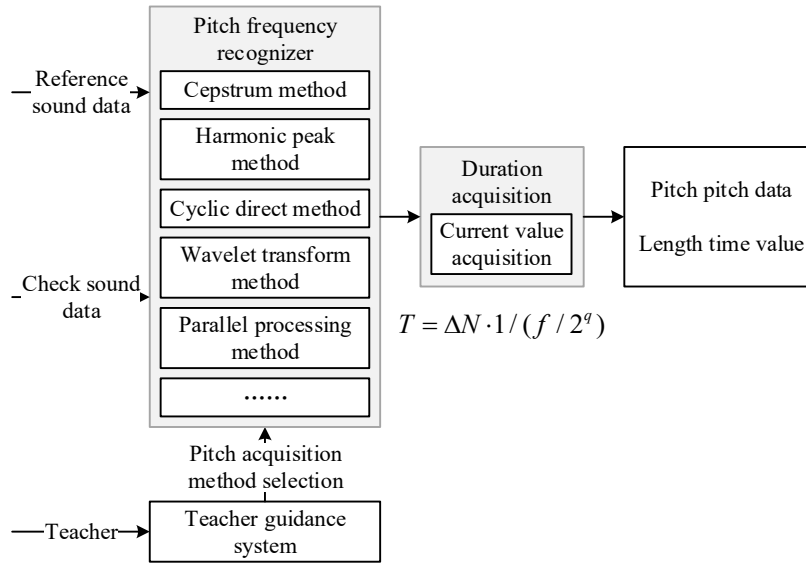 Pitch frequency
recognizer
Reference
sound data
Cepstrum method
Harmonic peak
method
Cyclic direct method
Wavelet transform
method
Check sound
data
Parallel processing
method
......
Duration
acquisition
Current value
acquisition
Pitch pitch data
Length time value
T = ΔN · 1 / (f / 2^q)
Pitch acquisition
method selection
Teacher
Teacher guidance
system